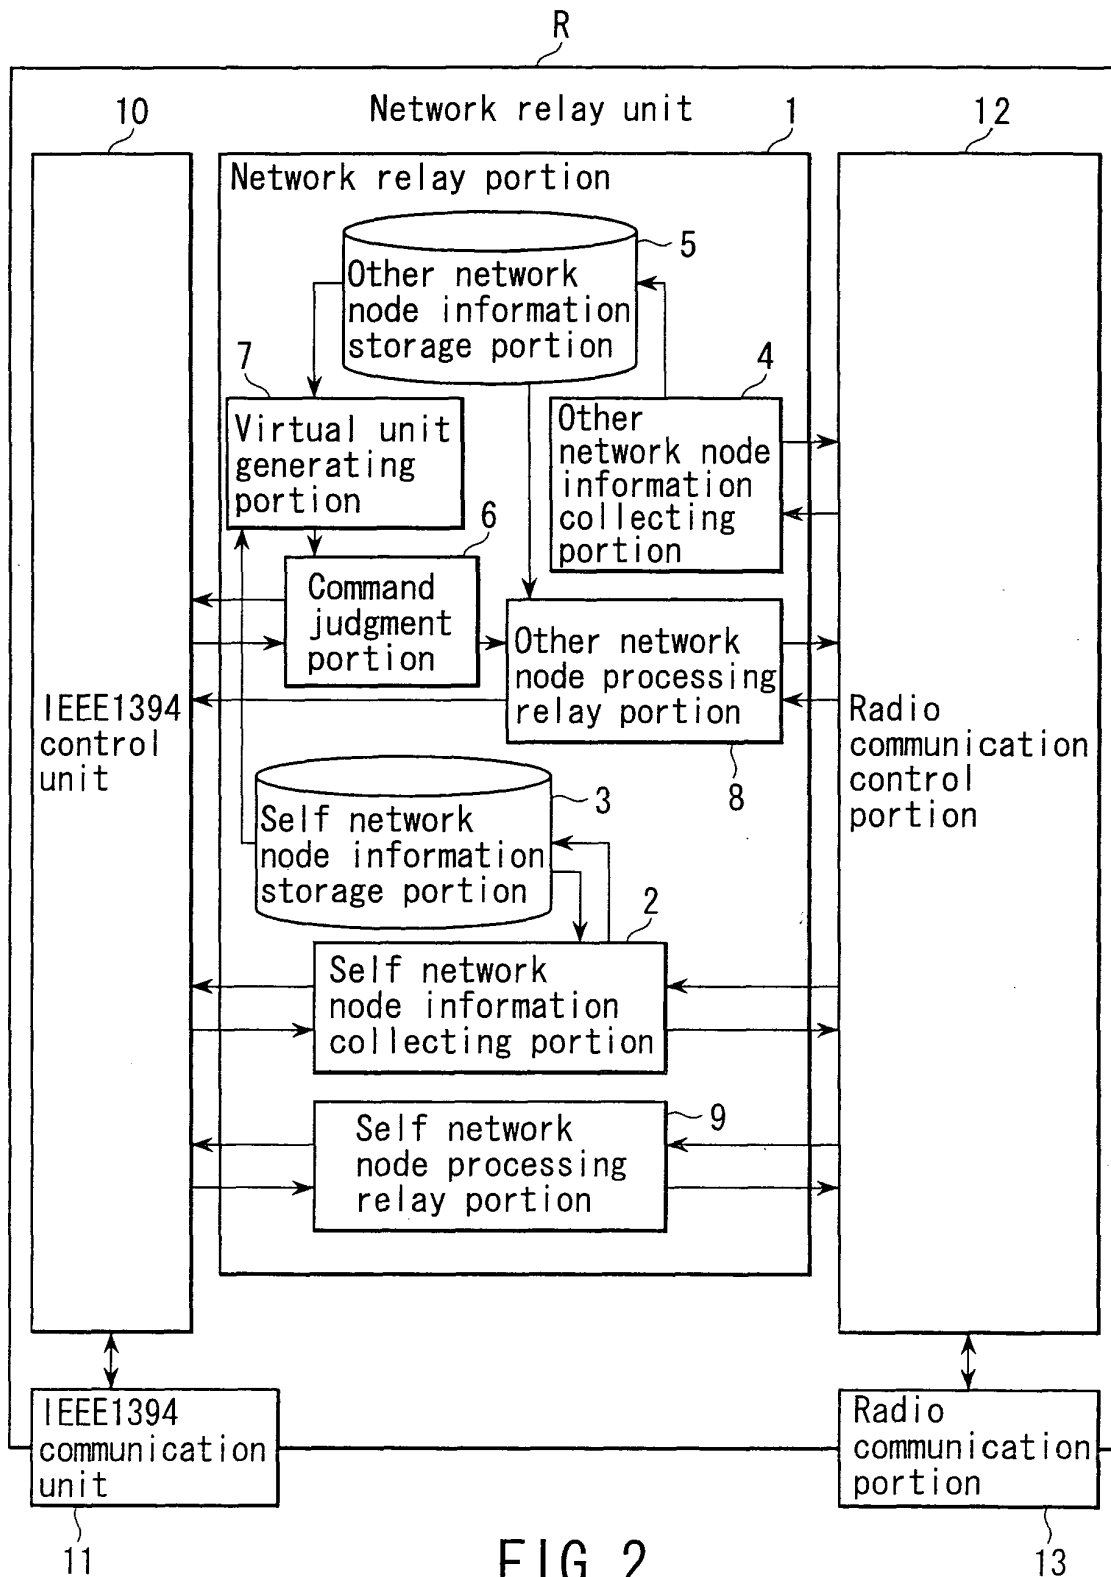 R
Network relay unit
10
1
12
Network relay portion
5
Other network
node information
storage portion
7
4
Virtual unit
generating
portion
Other
network node
information
collecting
portion
6
Command
judgment
portion
Other network
node processing
relay portion
8
IEEE1394
control
unit
Radio
communication
control
portion
3
Self network
node information
storage portion
2
Self network
node information
collecting portion
9
Self network
node processing
relay portion
IEEE1394
communication
unit
11
Radio
communication
portion
13
FIG.2